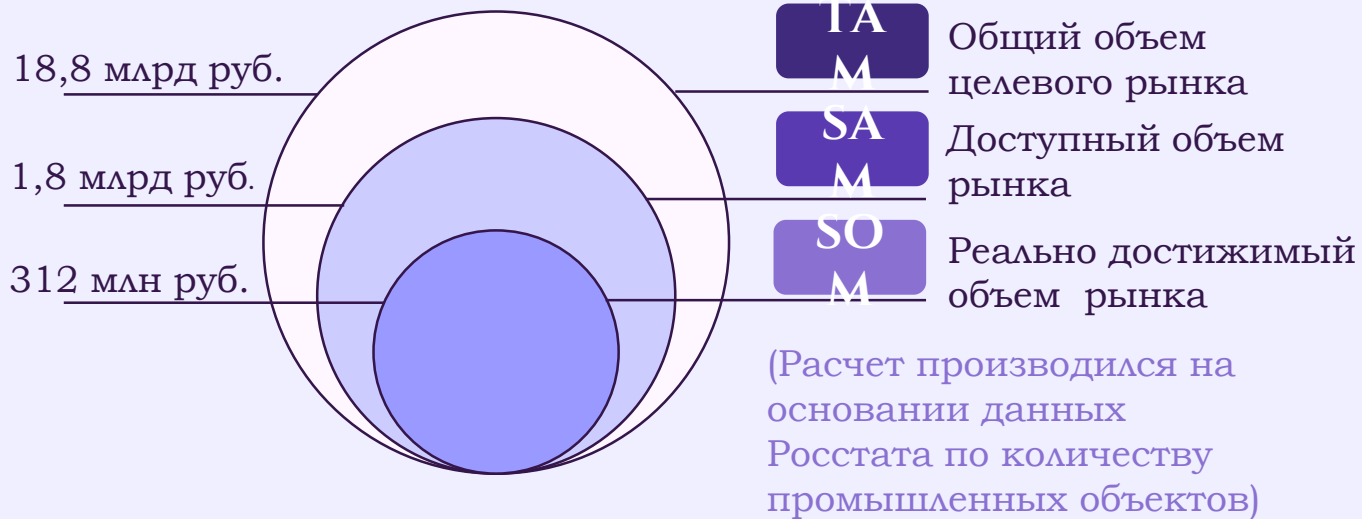 18,8 млрд руб.
1,8 млрд руб.
312 млн руб.
TA
M
Общий объем
целевого рынка
SA
M
Доступный объем
рынка
SO
M
Реально достижимый
объем рынка
(Расчет производился на
основании данных
Росстата по количеству
промышленных объектов)